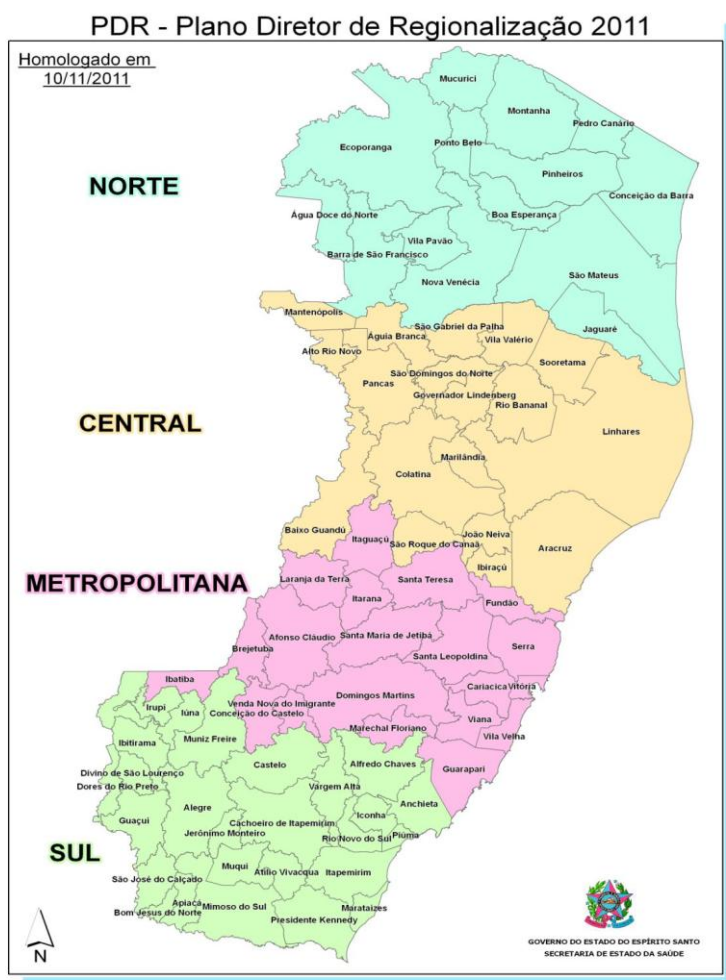 PDR - Plano Diretor de Regionalização 2011
Homologado em
10/11/2011
Mucurici
Montanha
Pedro Canário
Ecoporanga
Ponto Belo
Pinheiros
NORTE
Conceição da Barra
Água Doce do Norte
Boa Esperança
Vila Pavão
Barra de São Francisco
São Mateus
Nova Venécia
Mantenópolis
São Gabriel da Palha
Jaguaré
Águia Branca
Vila Valério
Alto Rio Novo
Sooretama
São Domingos do Norte
Pancas
Governador Lindenberg
Rio Bananal
CENTRAL
Linhares
Marilândia
Colatina
Baixo Guandú
Itaguaçú
São Roque do Canaã
João Neiva
Aracruz
Ibiraçú
METROPOLITANA
Laranja da Terra
Santa Teresa
Itarana
Fundão
Afonso Cláudio
Santa Maria de Jetibá
Brejetuba
Serra
Santa Leopoldina
Ibatiba
Cariacica
Vitória
Domingos Martins
Venda Nova do Imigrante
Irupi
Iúna
Conceição do Castelo
Viana
Marechal Floriano
Vila Velha
Ibitirama
Muniz Freire
Castelo
Alfredo Chaves
Guarapari
Divino de São Lourenço
Dores do Rio Preto
Vargem Alta
Anchieta
Alegre
Guaçui
Iconha
Cachoeiro de Itapemirim
Jerônimo Monteiro
Rio Novo do Sul
Piúma
SUL
Muqui
Atílio Vivacqua
Itapemirim
São José do Calçado
Apiacá
Bom Jesus do Norte
Mimoso do Sul
Marataizes
Presidente Kennedy
N
GOVERNO DO ESTADO DO ESPÍRITO SANTO
SECRETARIA DE ESTADO DA SAÚDE